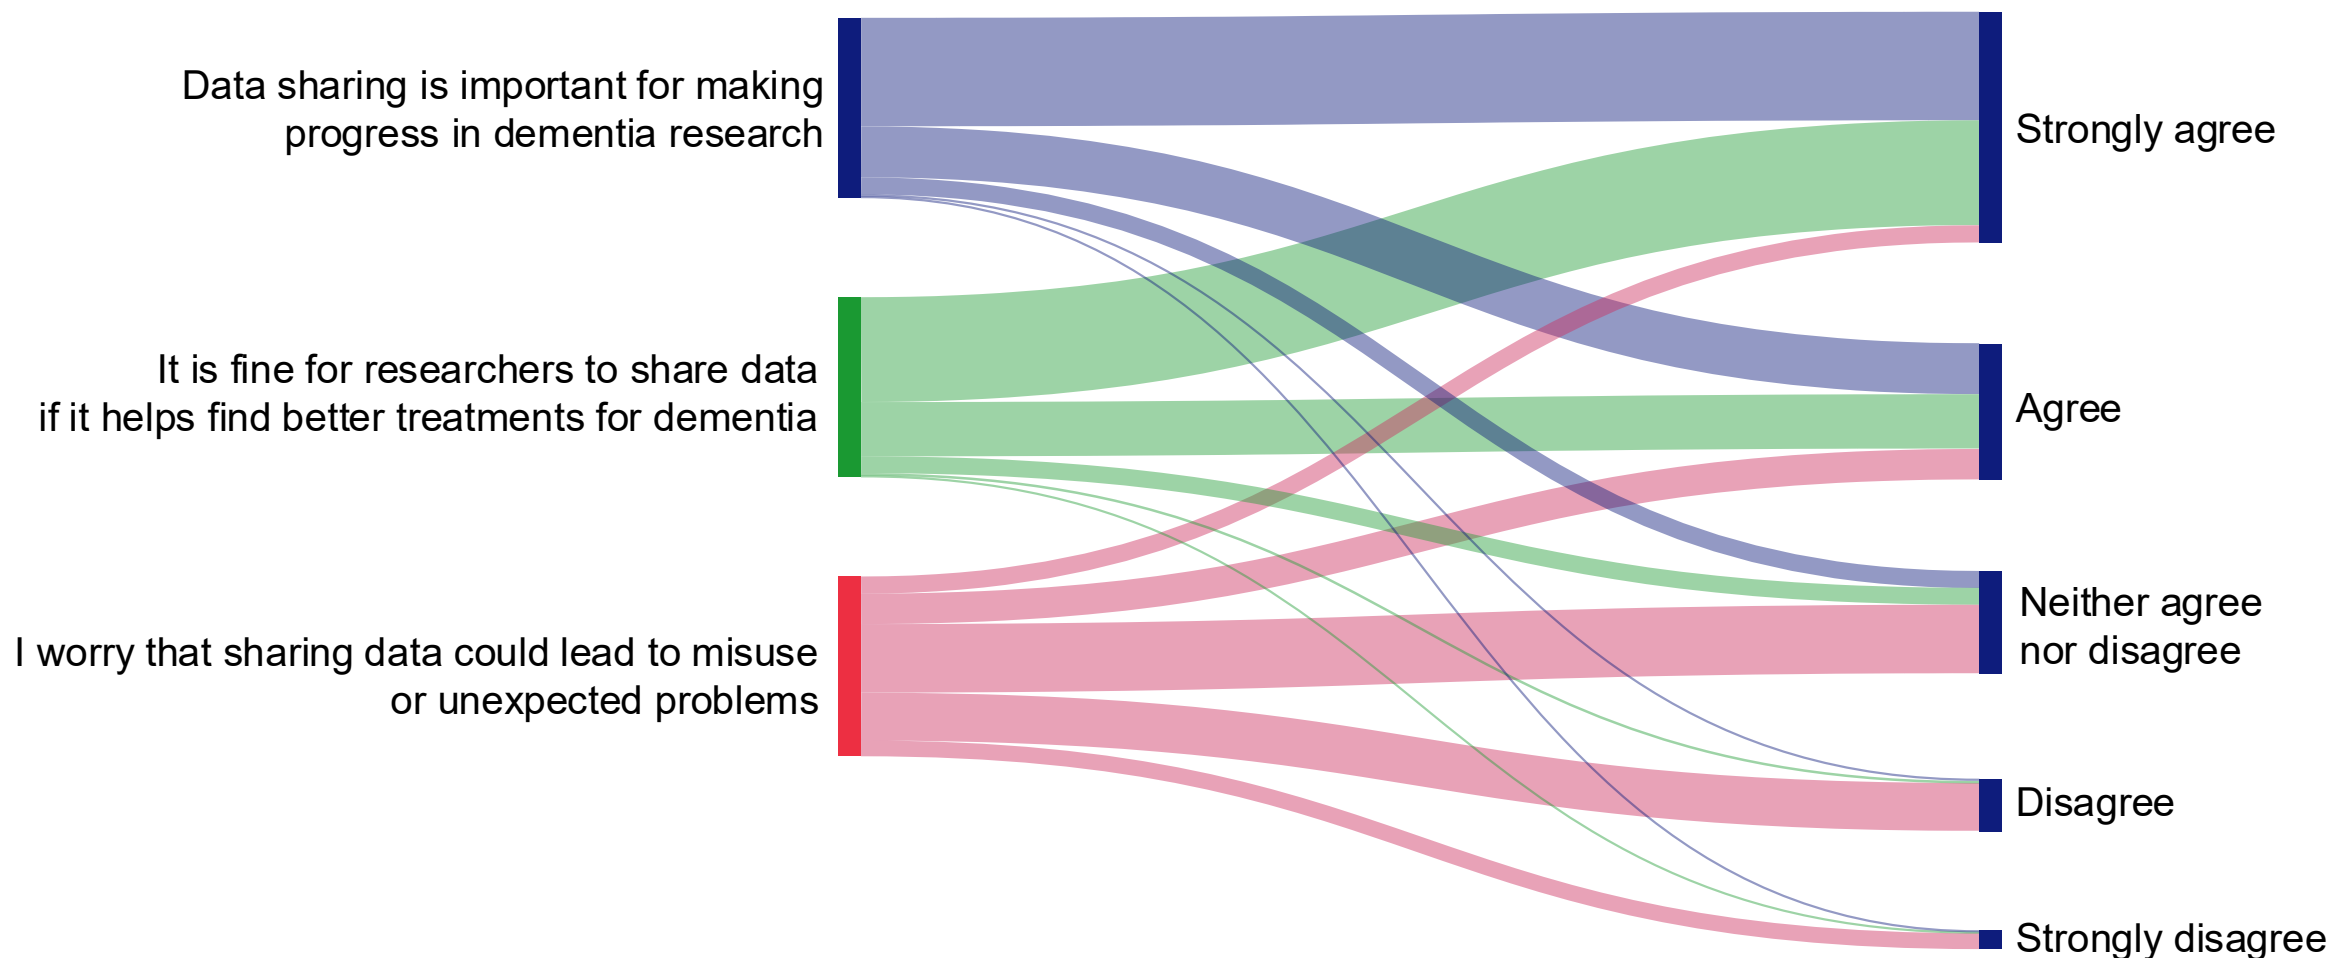 Data sharing is important for making
progress in dementia research
It is fine for researchers to share data
if it helps find better treatments for dementia
I worry that sharing data could lead to misuse
or unexpected problems
Strongly agree
Agree
Neither agree
nor disagree
Disagree
Strongly disagree